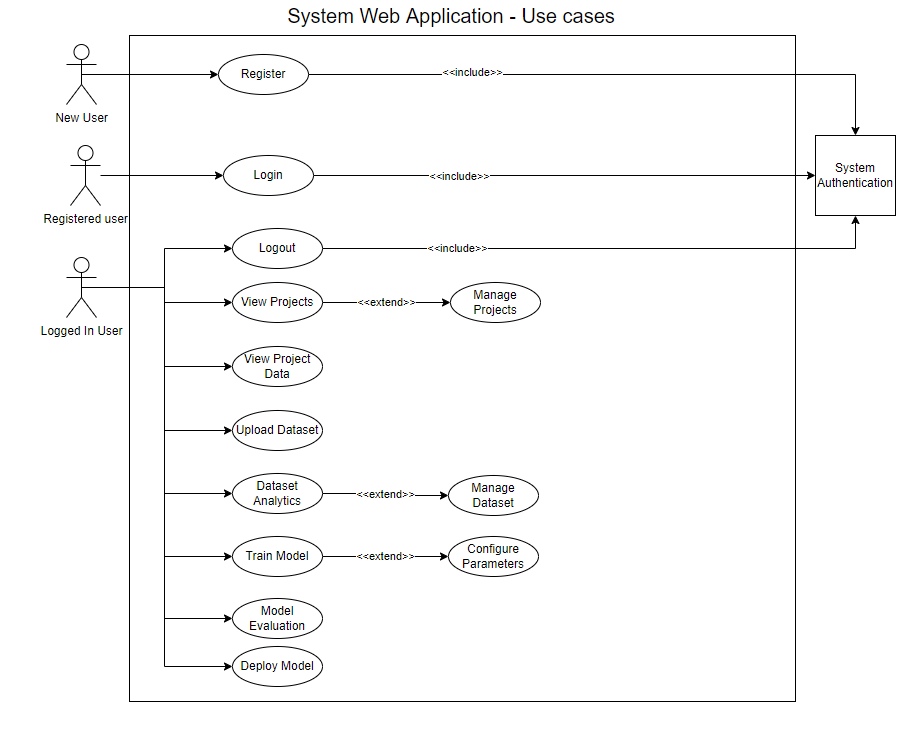 System Web Application - Use cases
New User
Register
<<include>>
Registered user
Login
<<include>>
System
Authentication
Logged In User
Logout
<<include>>
View Projects
<<extend>>
Manage
Projects
View Project
Data
Upload Dataset
Dataset
Analytics
<<extend>>
Manage
Dataset
Train Model
<<extend>>
Configure
Parameters
Model
Evaluation
Deploy Model